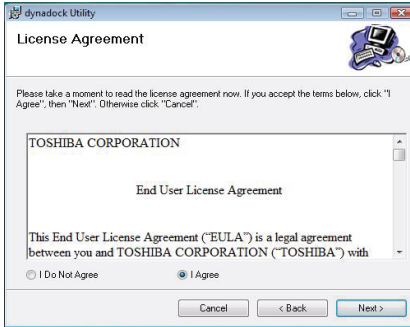 dynadock Utility
License Agreement
Please take a moment to read the license agreement now. If you accept the terms below, click "I
Agree", then "Next". Otherwise click "Cancel".
TOSHIBA CORPORATION
End User License Agreement
This End User License Agreement ("EULA") is a legal agreement
between you and TOSHIBA CORPORATION ("TOSHIBA") with
I Do Not Agree
I Agree
Cancel
< Back
Next >